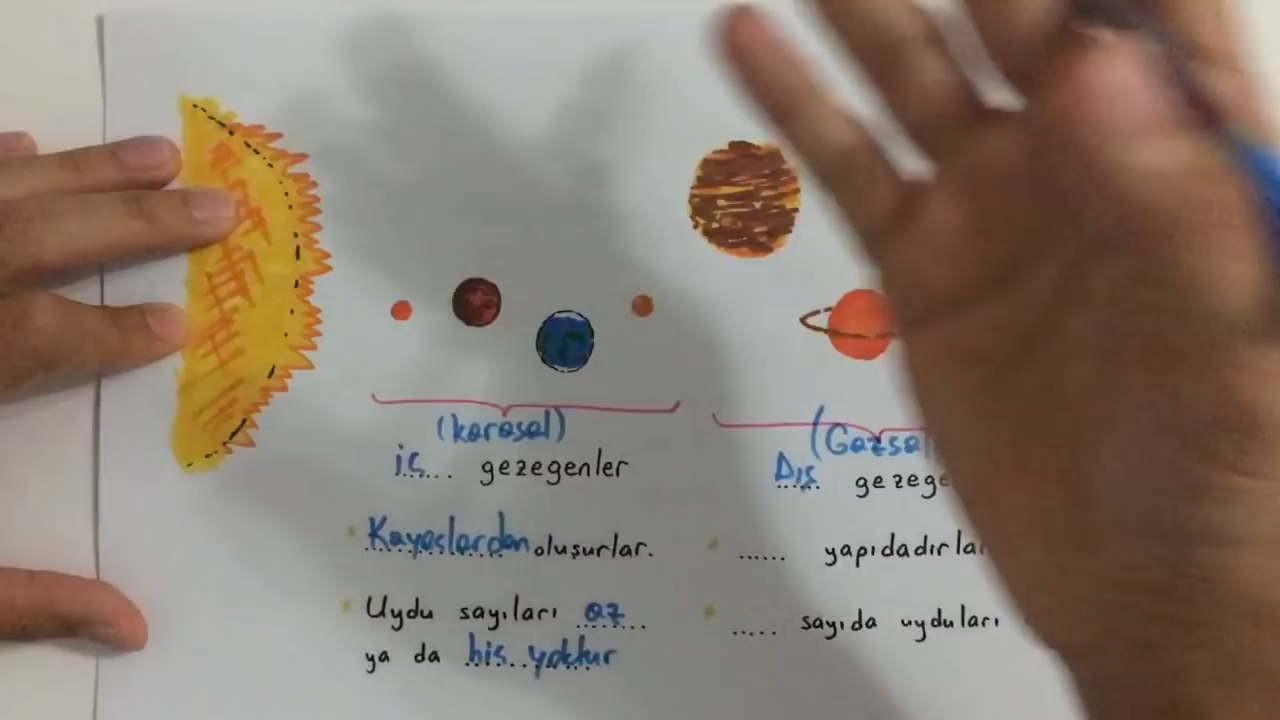 (karasal)
(Gazsal
iç.... gezegenler
Dış gezege
Kayaçlardan oluşurlar.
...... yapıdadırla
Uydu sayıları az
..... sayıda uyduları
ya da hiç yoktur